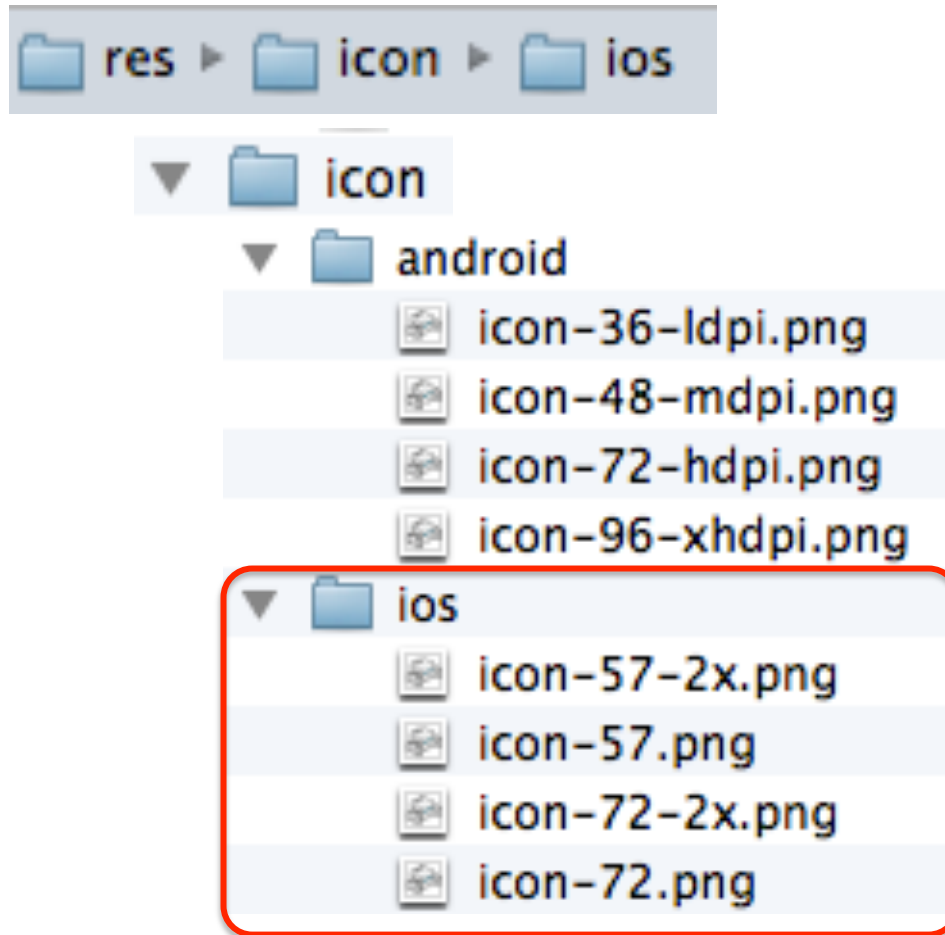 res icon ios
icon
android
icon-36-ldpi.png
icon-48-mdpi.png
icon-72-hdpi.png
icon-96-xhdpi.png
ios
icon-57-2x.png
icon-57.png
icon-72-2x.png
icon-72.png